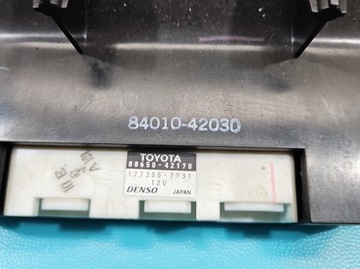 84010-42030
TOYOTA
88650-42170
177300-7731
12V
DENSO JAPAN